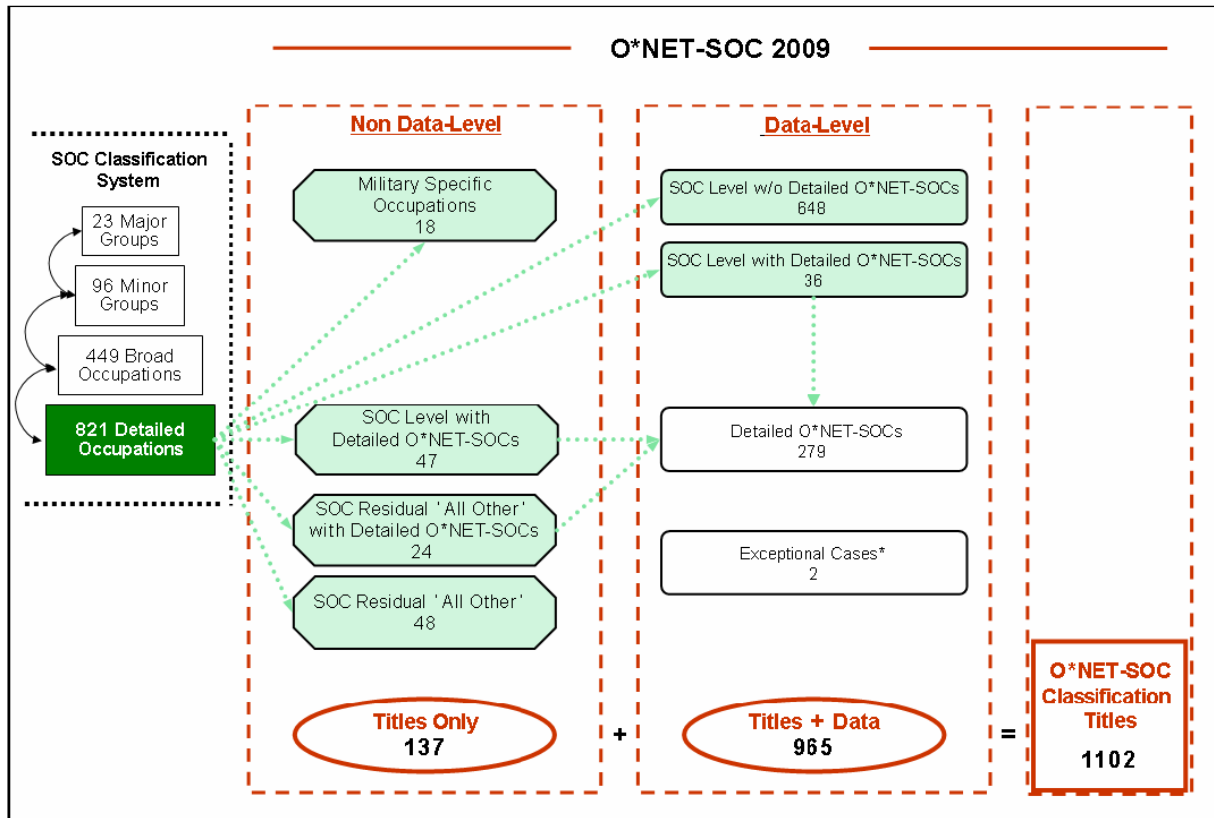 O*NET-SOC 2009
SOC Classification
System
23 Major
Groups
96 Minor
Groups
449 Broad
Occupations
821 Detailed
Occupations
Non Data-Level
Military Specific
Occupations
18
SOC Level with
Detailed O*NET-SOCs
47
SOC Residual 'All Other'
with Detailed O*NET-SOCs
24
SOC Residual 'All Other'
48
Titles Only
137
+
Data-Level
SOC Level w/o Detailed O*NET-SOCs
648
SOC Level with Detailed O*NET-SOCs
36
Detailed O*NET-SOCs
279
Exceptional Cases*
2
Titles + Data
965
=
O*NET-SOC
Classification
Titles
1102